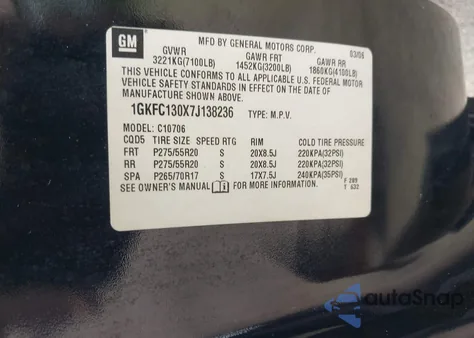 GM
MFD BY GENERAL MOTORS CORP. 03/06
GVWR GAWR FRT GAWR RR
3221KG(7100LB) 1452KG(3200LB) 1860KG(4100LB)
THIS VEHICLE CONFORMS TO ALL APPLICABLE U.S. FEDERAL MOTOR
VEHICLE SAFETY STANDARDS IN EFFECT ON THE DATE OF
MANUFACTURE SHOWN ABOVE.
1GKFC130X7J138236 TYPE: M.P.V.
MODEL: C10706
CQD5 TIRE SIZE SPEED RTG RIM COLD TIRE PRESSURE
FRT P275/55R20 S 20X8.5J 220KPA(32PSI)
RR P275/55R20 S 20X8.5J 220KPA(32PSI)
SPA P265/70R17 S 17X7.5J 240KPA(35PSI)
SEE OWNER'S MANUAL FOR MORE INFORMATION.
autoSnap